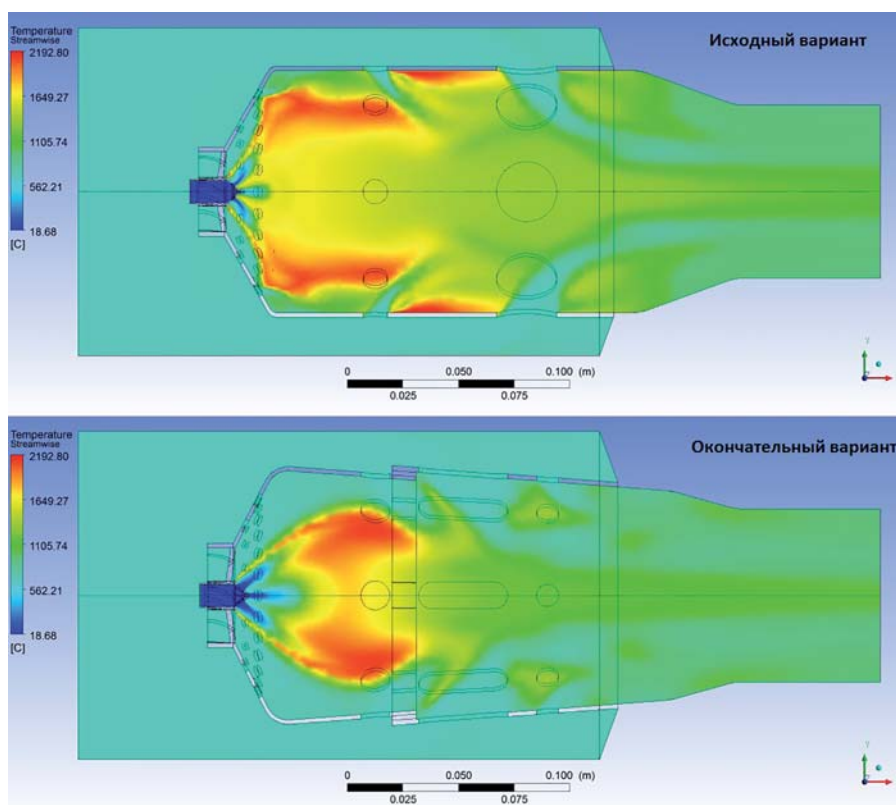 Temperature
Streamwise
2192.80
1649.27
1105.74
562.21
18.68
[C]
Исходный вариант
0 0.050 0.100 (m)
0.025 0.075
Y
Temperature
Streamwise
2192.80
1649.27
1105.74
562.21
18.68
[C]
Окончательный вариант
0 0.050 0.100 (m)
0.025 0.075
Y